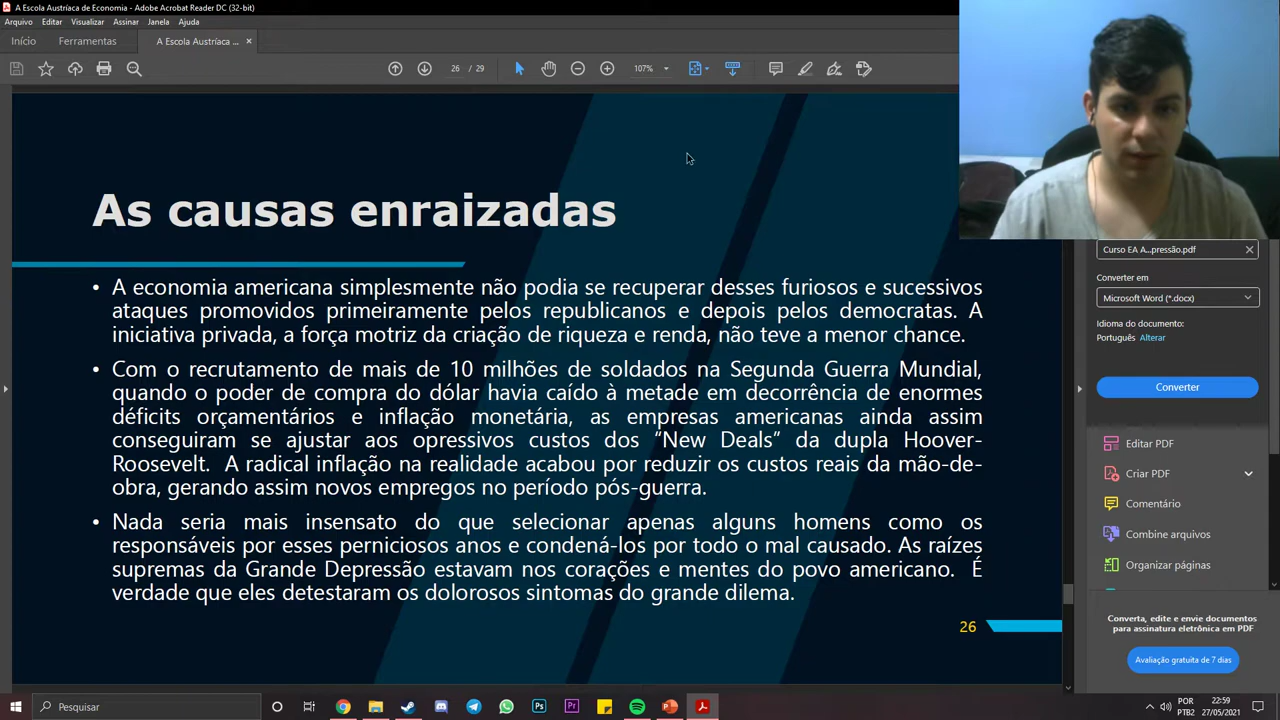 A Escola Austríaca de Economia - Adobe Acrobat Reader DC (32-bit)
Arquivo Editar Visualizar Assinar Janela Ajuda
Início Ferramentas A Escola Austríaca ... ×
26 / 29 107%
Curso EA A...pressão.pdf
Converter em
Microsoft Word (*.docx)
Idioma do documento:
Português Alterar
Converter
Editar PDF
Criar PDF
Comentário
Combine arquivos
Organizar páginas
Converta, edite e envie documentos
para assinatura eletrônica em PDF
Avaliação gratuita de 7 dias
As causas enraizadas
• A economia americana simplesmente não podia se recuperar desses furiosos e sucessivos
ataques promovidos primeiramente pelos republicanos e depois pelos democratas. A
iniciativa privada, a força motriz da criação de riqueza e renda, não teve a menor chance.
• Com o recrutamento de mais de 10 milhões de soldados na Segunda Guerra Mundial,
quando o poder de compra do dólar havia caído à metade em decorrência de enormes
déficits orçamentários e inflação monetária, as empresas americanas ainda assim
conseguiram se ajustar aos opressivos custos dos "New Deals" da dupla Hoover-
Roosevelt. A radical inflação na realidade acabou por reduzir os custos reais da mão-de-
obra, gerando assim novos empregos no período pós-guerra.
• Nada seria mais insensato do que selecionar apenas alguns homens como os
responsáveis por esses perniciosos anos e condená-los por todo o mal causado. As raízes
supremas da Grande Depressão estavam nos corações e mentes do povo americano. É
verdade que eles detestaram os dolorosos sintomas do grande dilema.
26
Pesquisar
Ps
Pr
POR
PTB2
22:59
27/05/2021